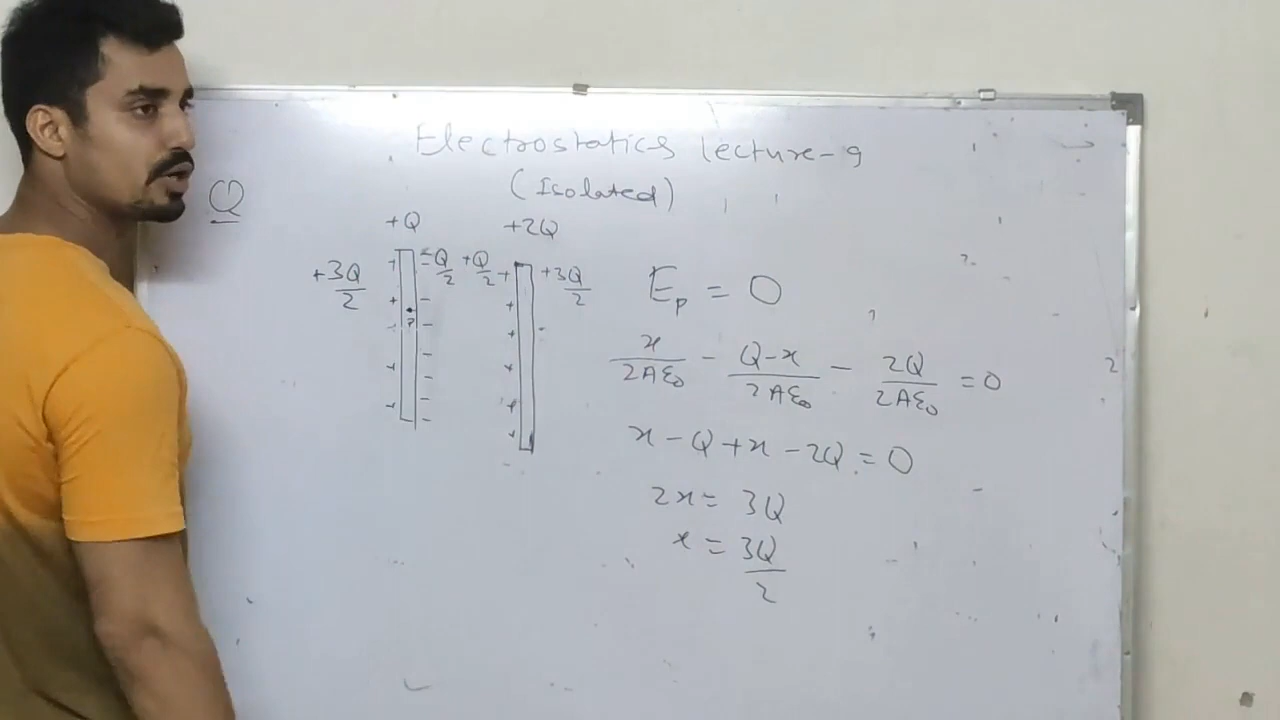 Electrostatics lecture-9
(Isolated)
Q
+Q +2Q
+3Q/2 -Q/2 +Q/2 +3Q/2
P
E_p = 0
x/2Aε₀ - Q-x/2Aε₀ - 2Q/2Aε₀ = 0
x - Q + x - 2Q = 0
2x = 3Q
x = 3Q/2